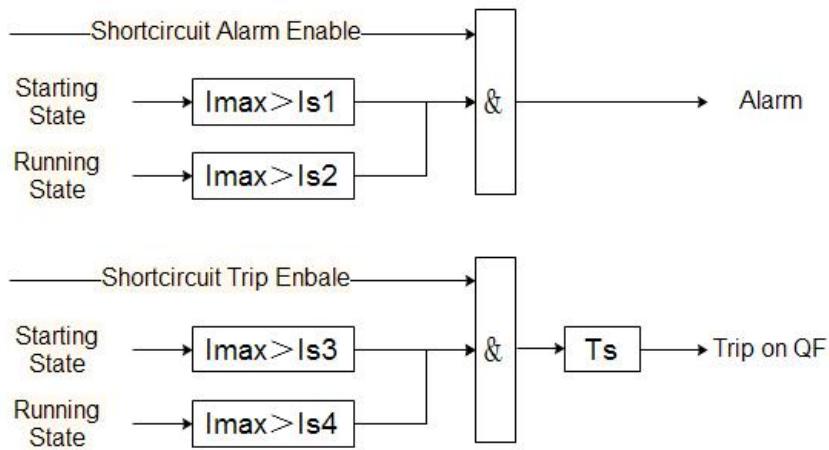 Shortcircuit Alarm Enable
Starting
State
Imax>Is1
&
Alarm
Running
State
Imax>Is2
Shortcircuit Trip Enbale
Starting
State
Imax>Is3
&
Ts
Trip on QF
Running
State
Imax>Is4